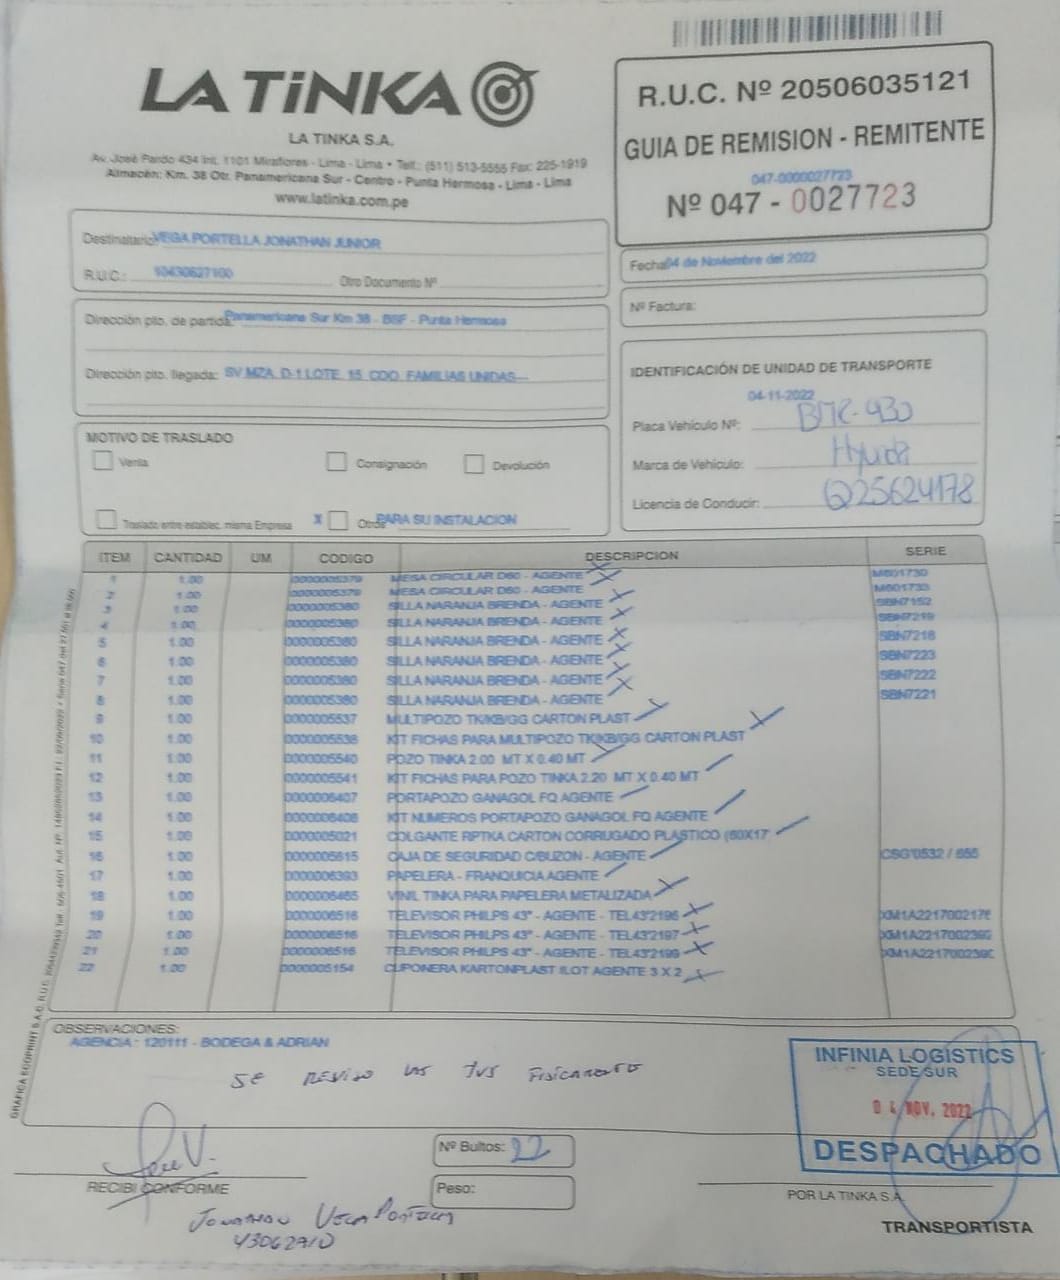 LA TiNKA
LA TINKA S.A.
Av. José Pardo 434 Int. 1101 Miraflores - Lima - Lima • Telf.: (511) 513-5555 Fax: 225-1919
Almacén: Km. 38 Otr. Panamericana Sur - Centro - Punta Hermosa - Lima - Lima
www.latinka.com.pe
R.U.C. Nº 20506035121
GUIA DE REMISION - REMITENTE
047-0000027723
Nº 047 - 0027723
Destinatario: VEGA PORTELLA JONATHAN JUNIOR
R.U.C.: 10430627100 Otro Documento Nº
Fecha 04 de Noviembre del 2022
Nº Factura:
Dirección pto. de partida: Panamericana Sur Km 38 - BSF - Punta Hermosa
Dirección pto. llegada: SV MZA. D-1 LOTE. 15 CDO. FAMILIAS UNIDAS
IDENTIFICACIÓN DE UNIDAD DE TRANSPORTE
04-11-2022
Placa Vehículo Nº: 430
Marca de Vehículo:
Licencia de Conducir: Q25624178
MOTIVO DE TRASLADO
Venta Consignación Devolución
Traslado entre establec. misma Empresa X Otros PARA SU INSTALACION
ITEM CANTIDAD UM CODIGO DESCRIPCION SERIE
1 1.00 0000005379 MESA CIRCULAR D60 - AGENTE M601730
2 1.00 0000005379 MESA CIRCULAR D60 - AGENTE M601733
3 1.00 0000005380 SILLA NARANJA BRENDA - AGENTE SBN7152
4 1.00 0000005380 SILLA NARANJA BRENDA - AGENTE SBN7219
5 1.00 0000005380 SILLA NARANJA BRENDA - AGENTE SBN7218
6 1.00 0000005380 SILLA NARANJA BRENDA - AGENTE SBN7223
7 1.00 0000005380 SILLA NARANJA BRENDA - AGENTE SBN7222
8 1.00 0000005380 SILLA NARANJA BRENDA - AGENTE SBN7221
9 1.00 0000005537 MULTIPOZO TK/KB/GG CARTON PLAST
10 1.00 0000005538 KIT FICHAS PARA MULTIPOZO TK/KB/GG CARTON PLAST
11 1.00 0000005540 POZO TINKA 2.00 MT X 0.40 MT
12 1.00 0000005541 KIT FICHAS PARA POZO TINKA 2.20 MT X 0.40 MT
13 1.00 0000006407 PORTAPOZO GANAGOL FQ AGENTE
14 1.00 0000006408 KIT NUMEROS PORTAPOZO GANAGOL FQ AGENTE
15 1.00 0000005021 COLGANTE RPTKA CARTON CORRUGADO PLASTICO (60X17
16 1.00 0000005615 CAJA DE SEGURIDAD C/BUZON - AGENTE CSG'0532 / 655
17 1.00 0000006393 PAPELERA - FRANQUICIA AGENTE
18 1.00 0000006465 VINIL TINKA PARA PAPELERA METALIZADA
19 1.00 0000006516 TELEVISOR PHILPS 43" - AGENTE - TEL43'2196 XM1A221700217
20 1.00 0000006516 TELEVISOR PHILPS 43" - AGENTE - TEL43'2197 XM1A221700239
21 1.00 0000006516 TELEVISOR PHILPS 43" - AGENTE - TEL43'2199 XM1A221700239
22 1.00 0000005154 CUPONERA KARTONPLAST /LOT AGENTE 3 X 2
OBSERVACIONES:
AGENCIA : 120111 - BODEGA & ADRIAN
SE REVISO LAS TVS FISICAMENTE
INFINIA LOGISTICS
SEDE SUR
04 NOV. 2022
DESPACHADO
Nº Bultos: 22
Peso:
RECIBI CONFORME
JONATHAN VEGA PORTELLA
43062710
POR LA TINKA S.A.
TRANSPORTISTA